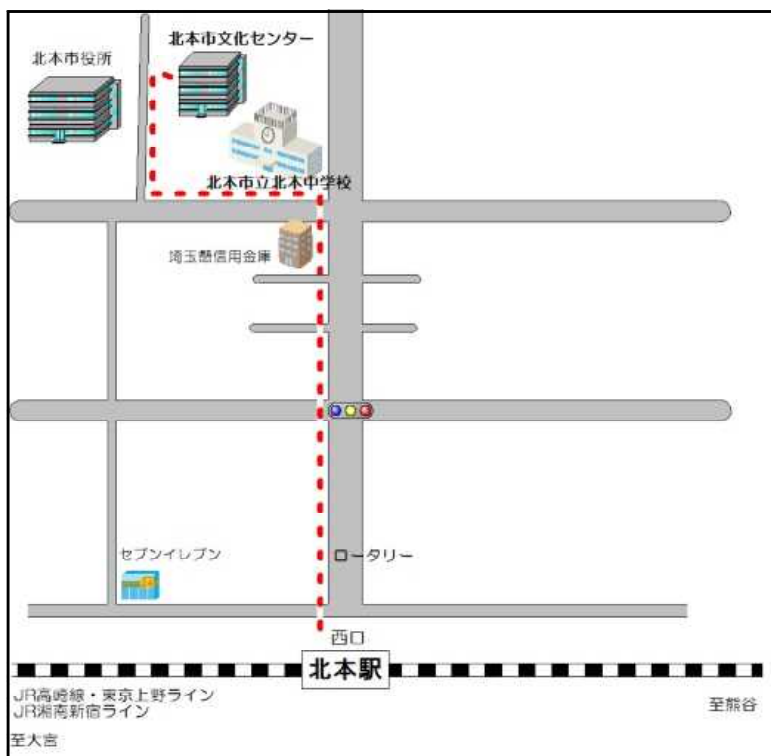 北本市文化センター
北本市役所
北本市立北本中学校
埼玉懸信用金庫
セブンイレブン
ロータリー
西口
北本駅
JR高崎線・東京上野ライン
JR湘南新宿ライン
至熊谷
至大宮